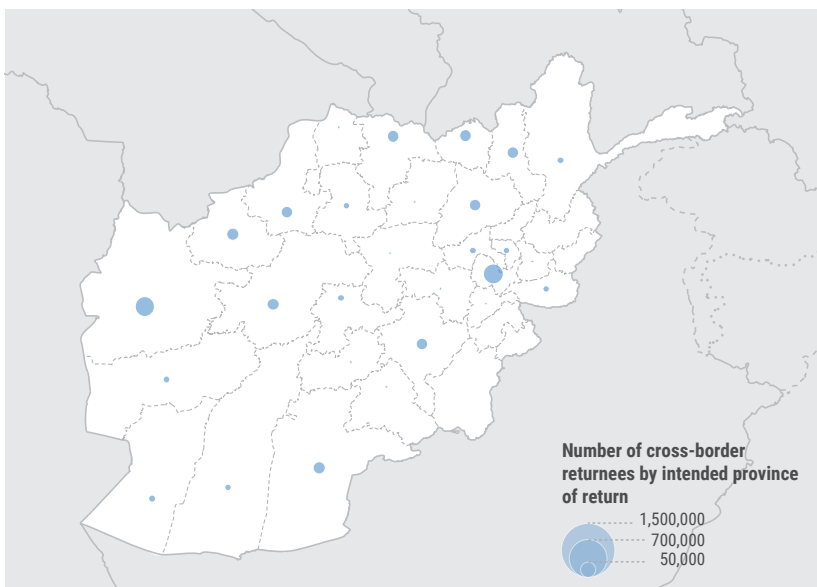 Number of cross-border
returnees by intended province
of return
1,500,000
700,000
50,000